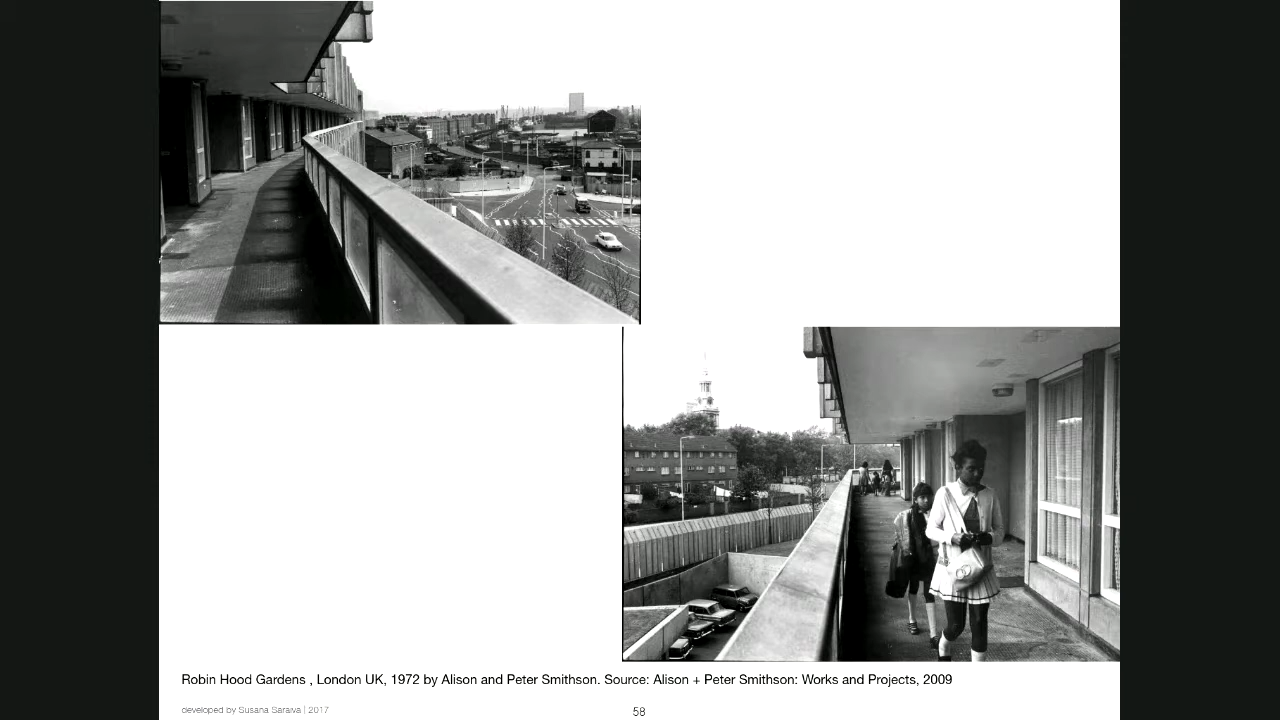 Robin Hood Gardens , London UK, 1972 by Alison and Peter Smithson. Source: Alison + Peter Smithson: Works and Projects, 2009
developed by Susana Saraiva | 2017
58